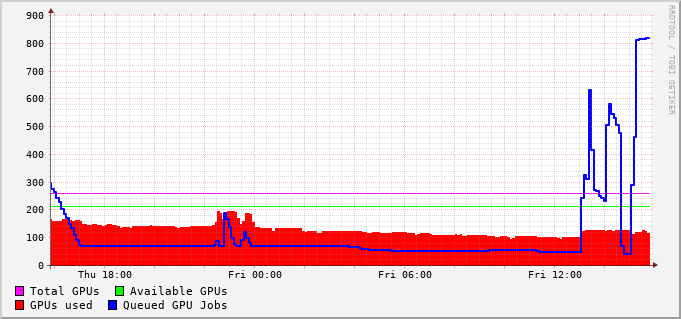 900
800
700
600
500
400
300
200
100
0
Thu 18:00 Fri 00:00 Fri 06:00 Fri 12:00
Total GPUs Available GPUs
GPUs used Queued GPU Jobs
RRDTOOL / TOBI OETIKER